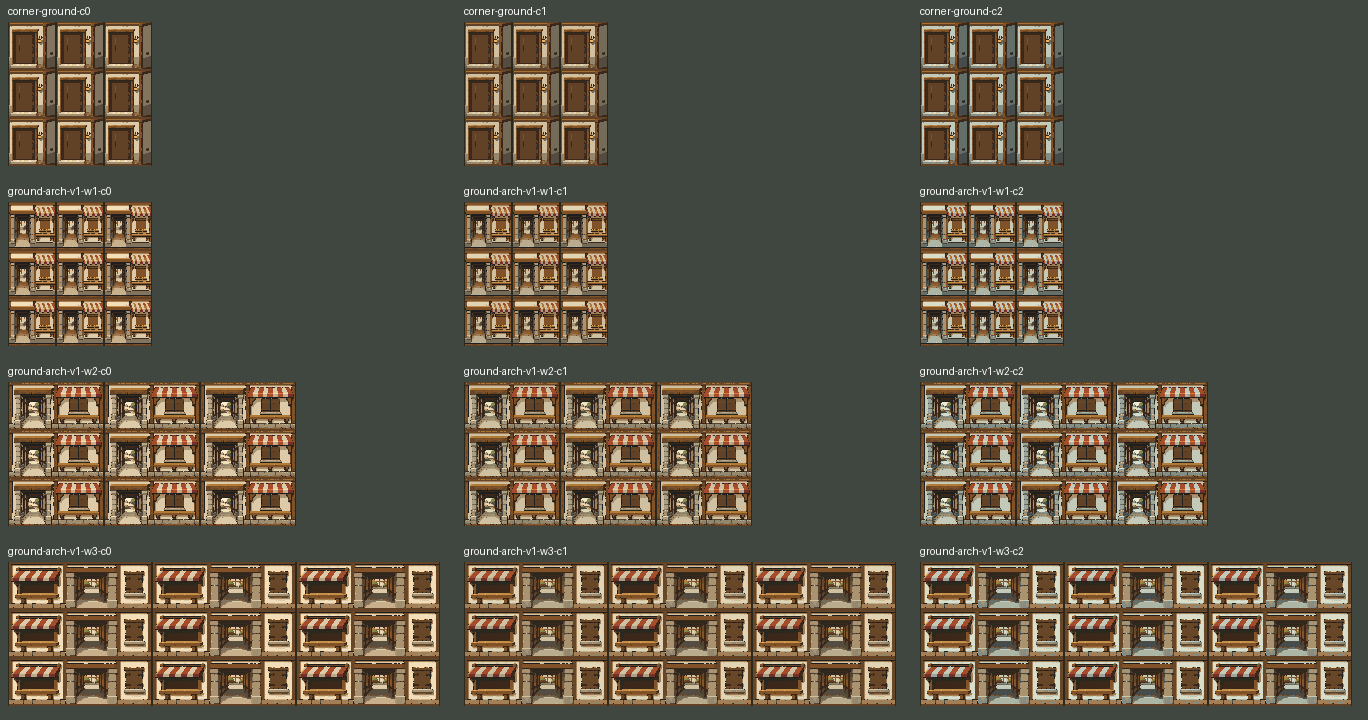 corner-ground-c0
corner-ground-c1
corner-ground-c2
ground-arch-v1-w1-c0
ground-arch-v1-w1-c1
ground-arch-v1-w1-c2
ground-arch-v1-w2-c0
ground-arch-v1-w2-c1
ground-arch-v1-w2-c2
ground-arch-v1-w3-c0
ground-arch-v1-w3-c1
ground-arch-v1-w3-c2